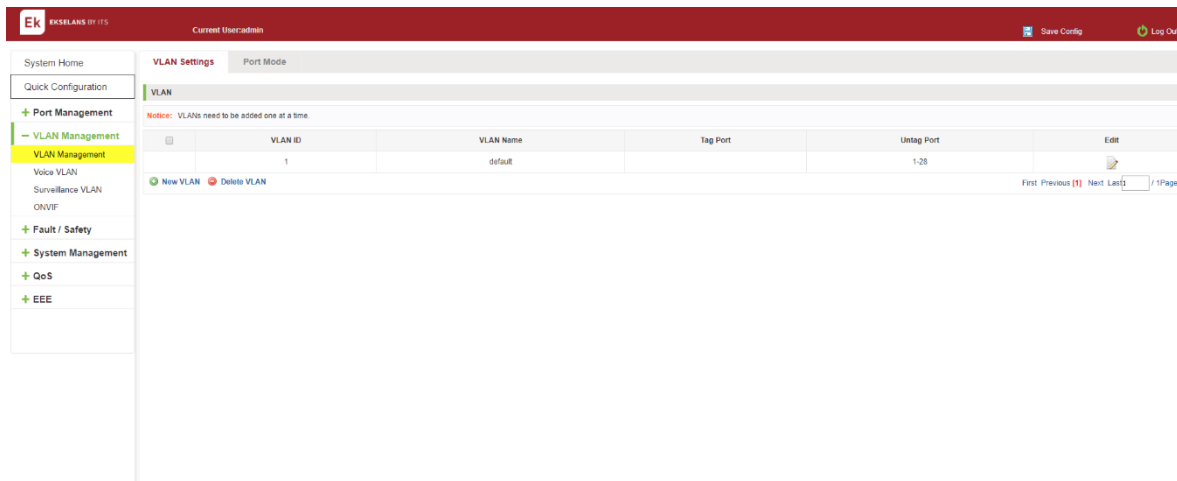 Ek EKSELANS BY ITS
Current User:admin
Save Config
Log Out
System Home
Quick Configuration
+ Port Management
− VLAN Management
VLAN Management
Voice VLAN
Surveillance VLAN
ONVIF
+ Fault / Safety
+ System Management
+ QoS
+ EEE
VLAN Settings Port Mode
VLAN
Notice: VLANs need to be added one at a time.
VLAN ID VLAN Name Tag Port Untag Port Edit
1 default 1-28
New VLAN Delete VLAN
First Previous [1] Next Last 1 / 1Page